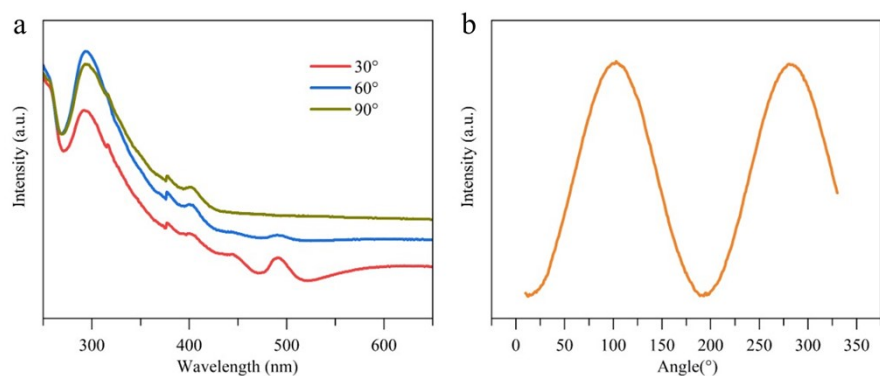 a
30°
60°
90°
Intensity (a.u.)
300 400 500 600
Wavelength (nm)
b
Intensity (a.u.)
0 50 100 150 200 250 300 350
Angle(°)